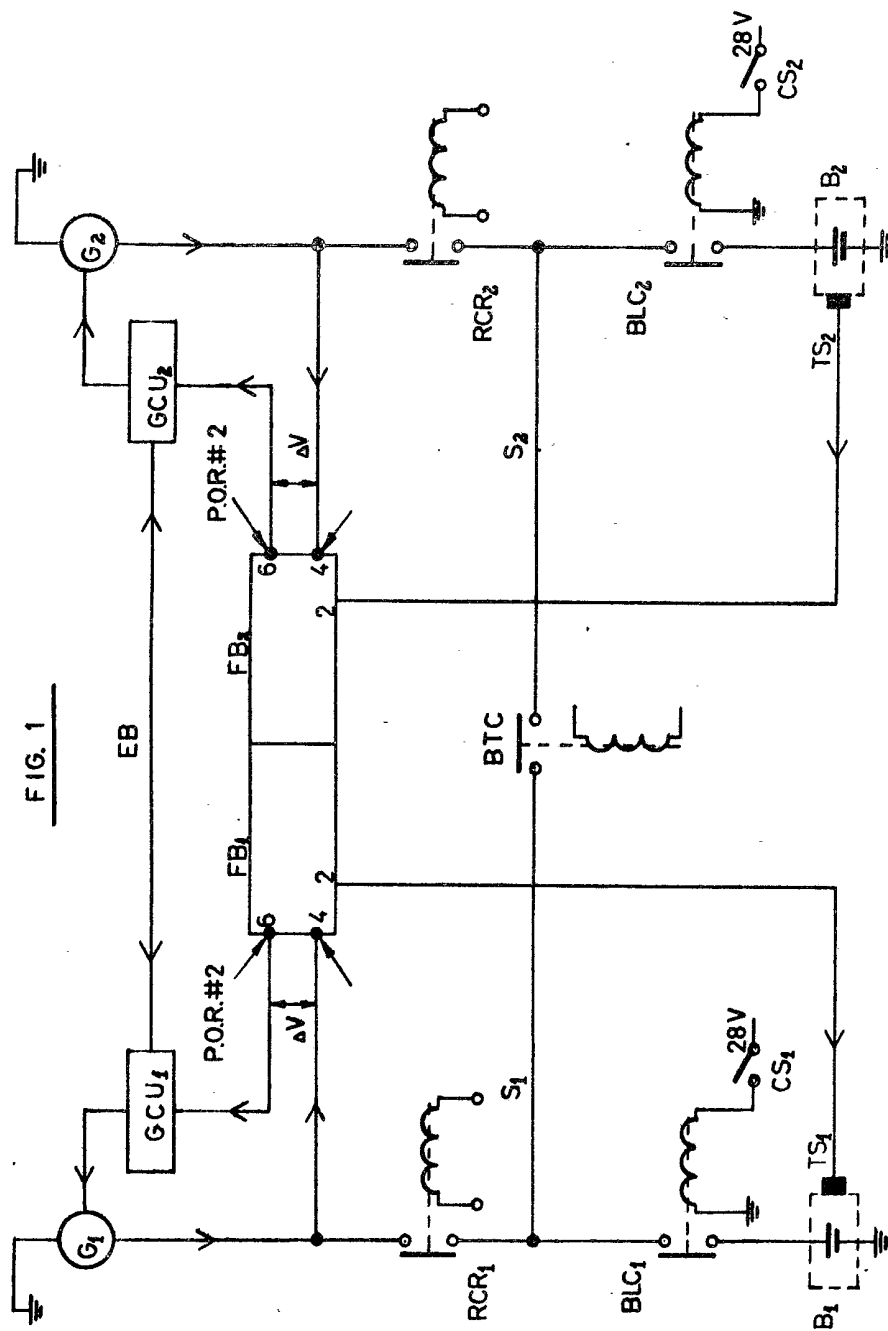 FIG. 1
G₁
G₂
EB
GCU₁
GCU₂
P.O.R.#2
P.O.R.#2
FB₁
FB₂
6
6
ΔV
ΔV
4
4
2
2
RCR₁
RCR₂
BTC
S₁
S₂
BLC₁
BLC₂
28V
28V
CS₁
CS₂
TS₁
TS₂
B₁
B₂